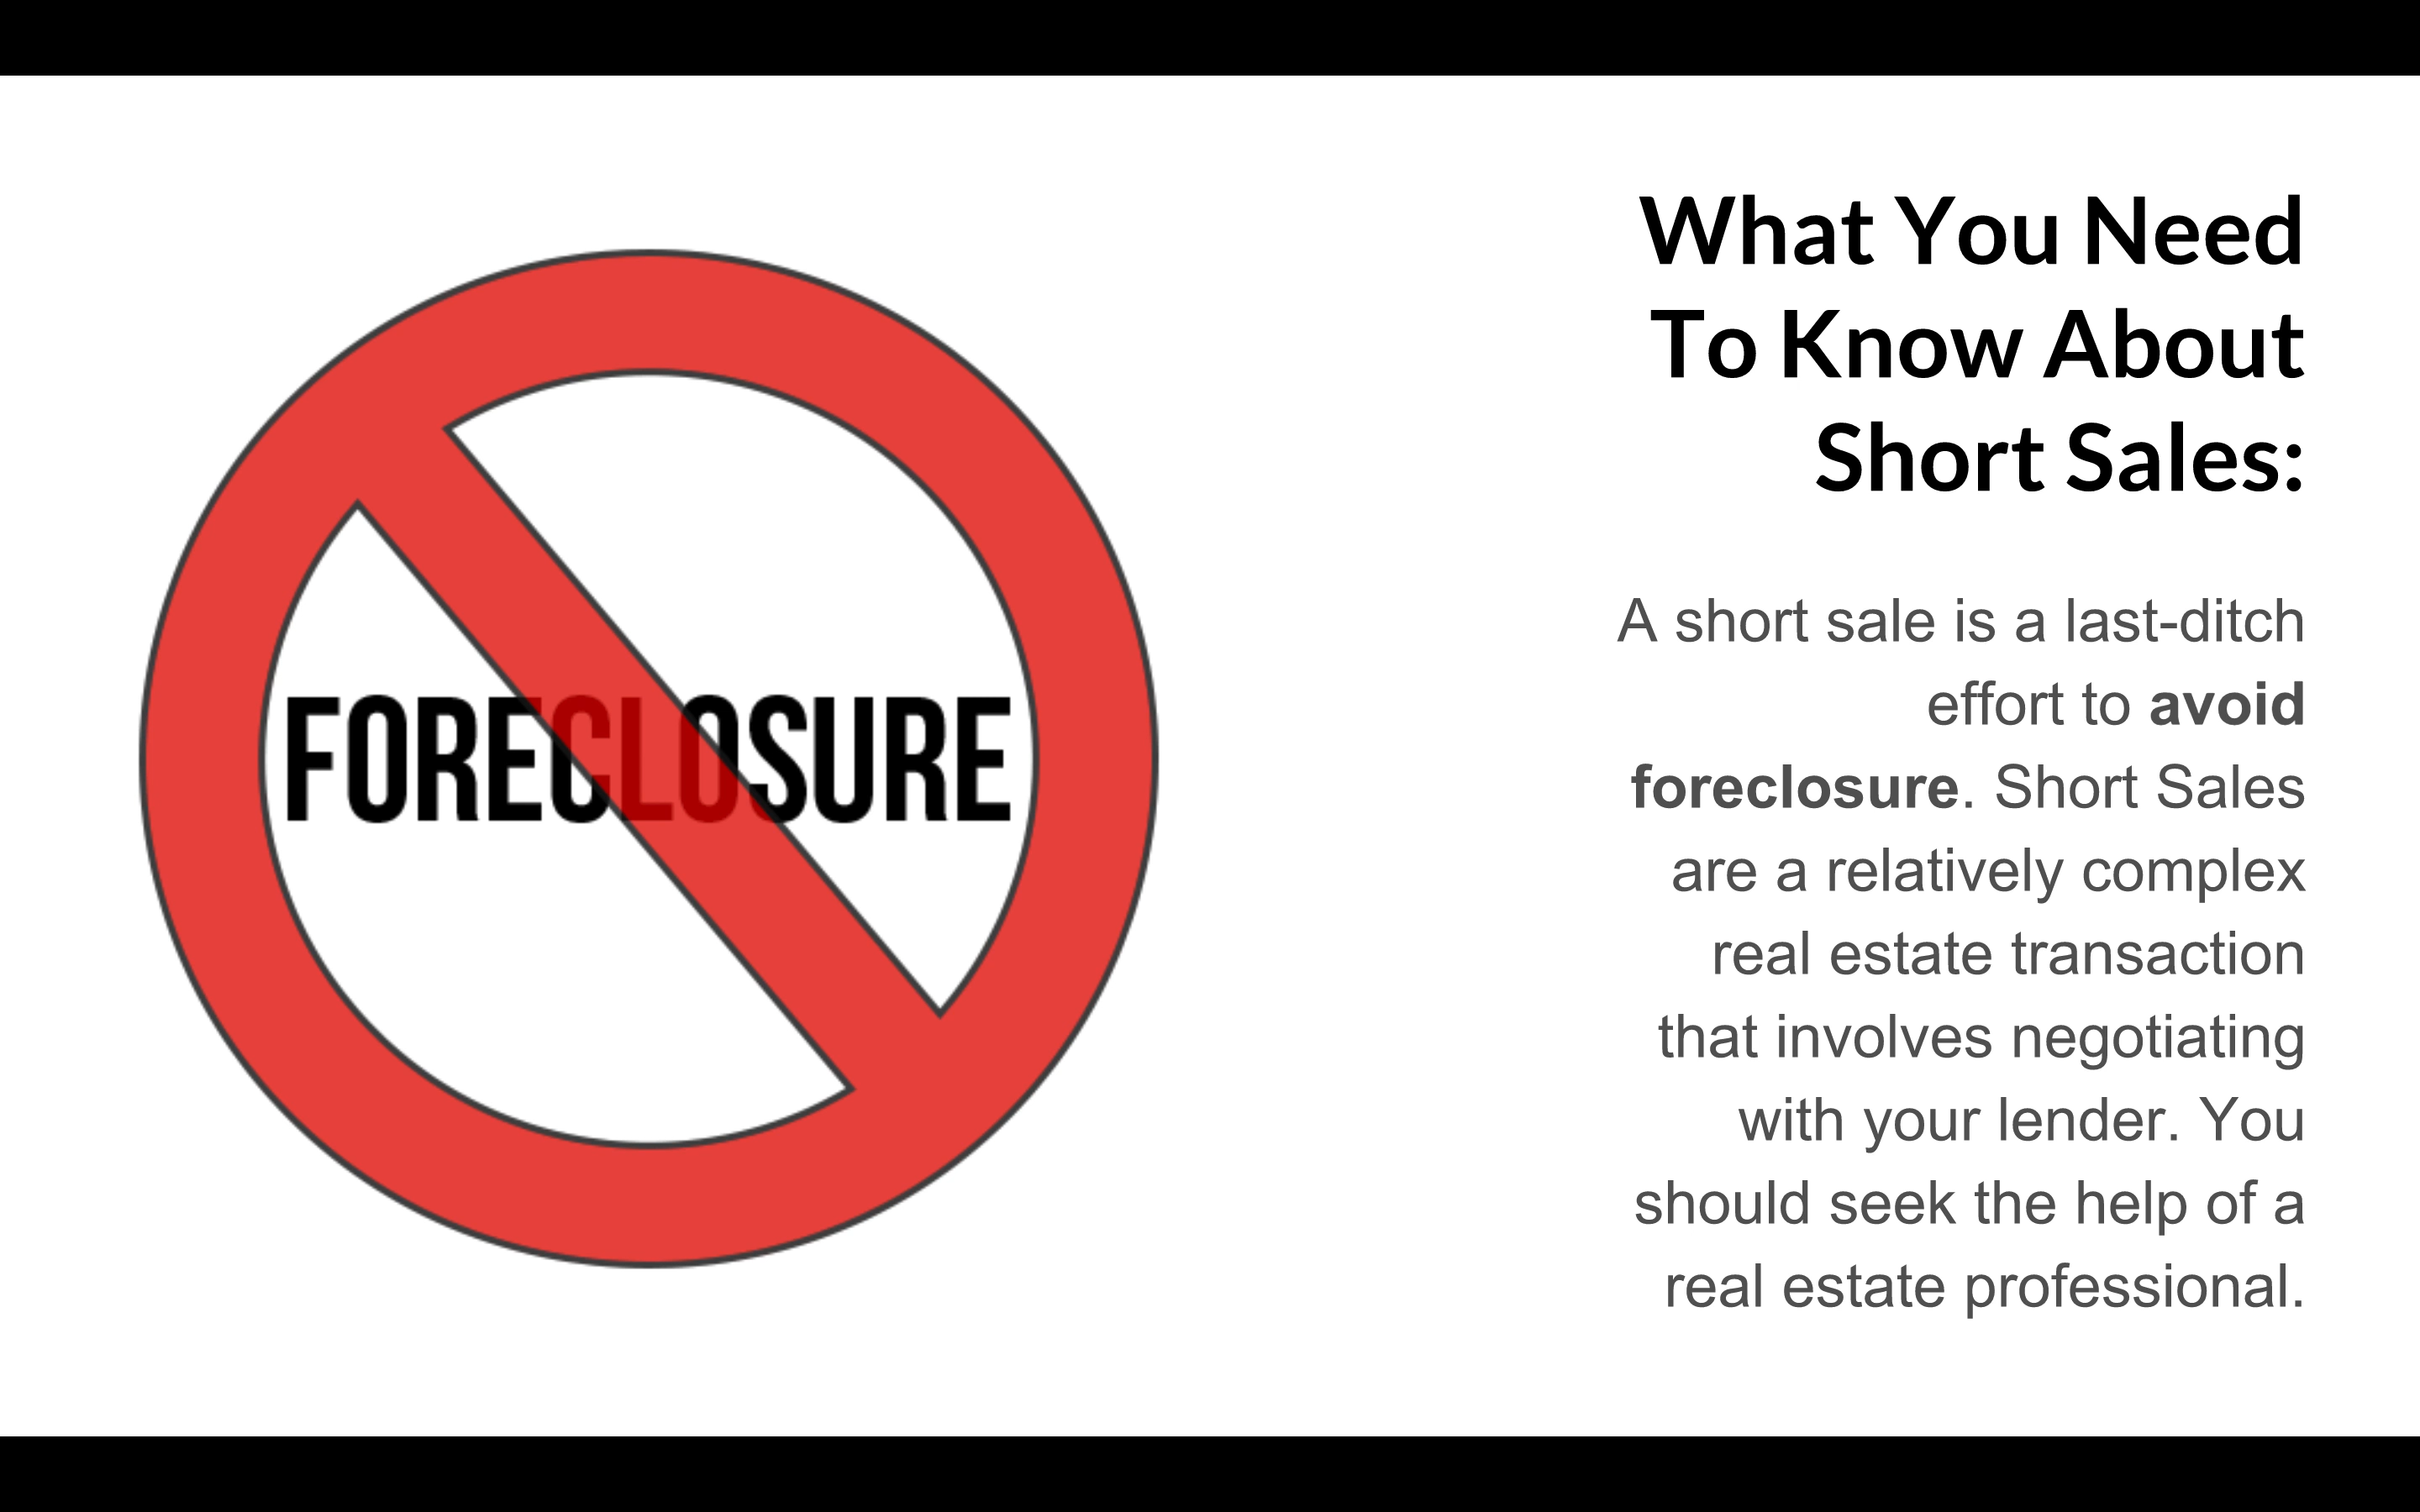 FORECLOSURE
What You Need
To Know About
Short Sales:
A short sale is a last-ditch
effort to avoid
foreclosure. Short Sales
are a relatively complex
real estate transaction
that involves negotiating
with your lender. You
should seek the help of a
real estate professional.